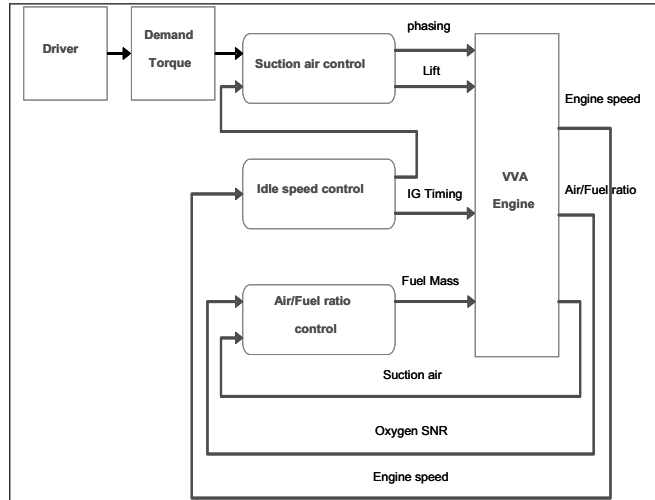 Driver
Demand
Torque
Suction air control
phasing
Lift
Engine speed
Idle speed control
IG Timing
VVA
Engine
Air/Fuel ratio
Air/Fuel ratio
control
Fuel Mass
Suction air
Oxygen SNR
Engine speed